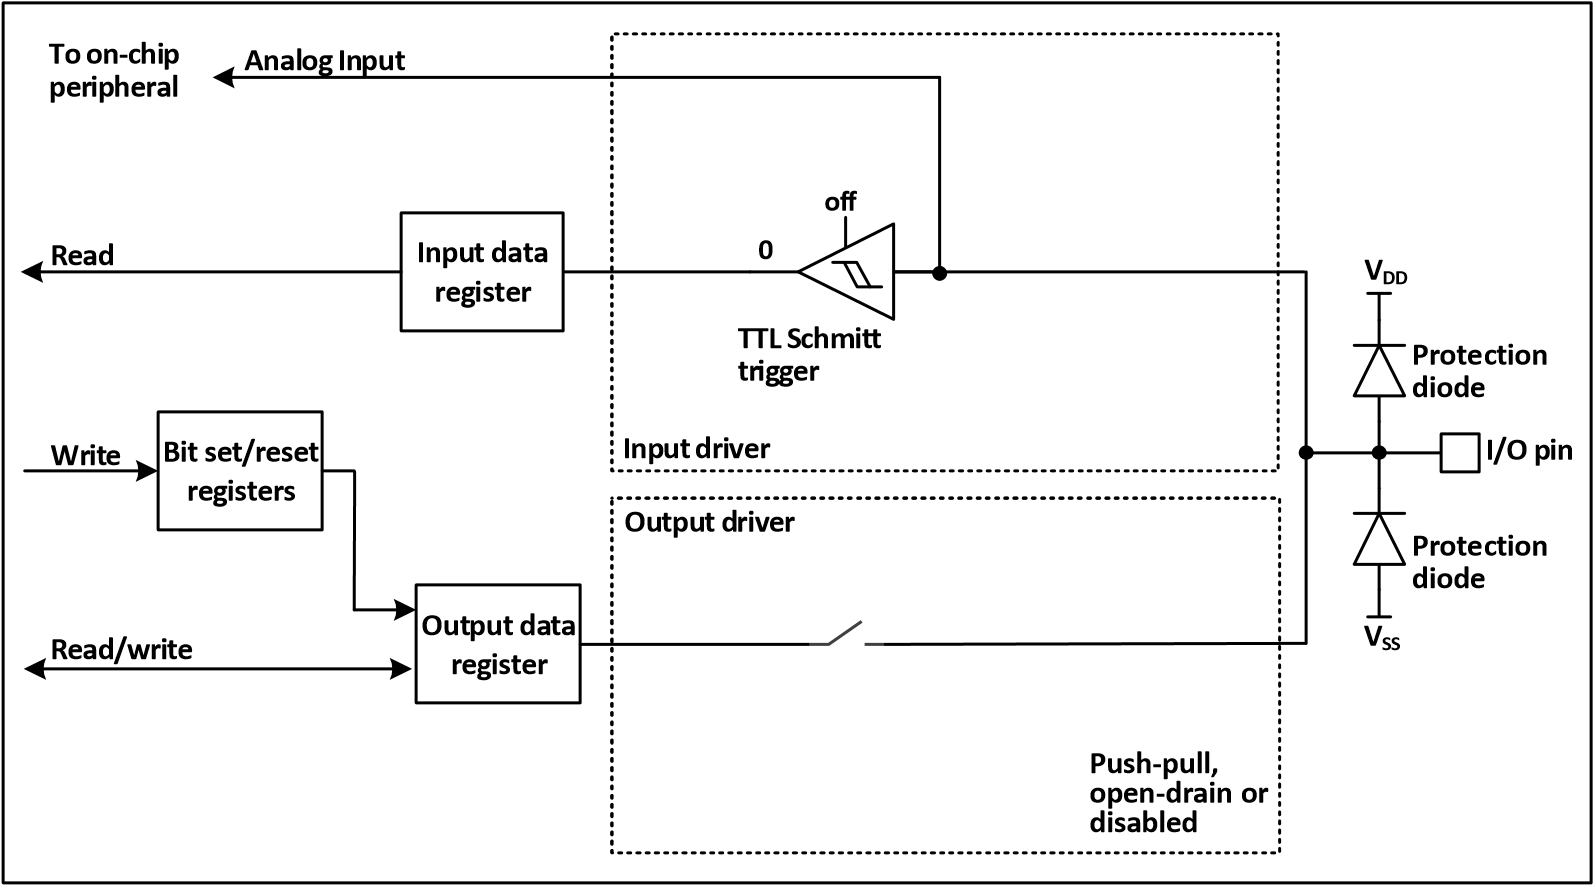 To on-chip
peripheral
Analog Input
off
Read
Input data
register
0
TTL Schmitt
trigger
VDD
Protection
diode
Write
Bit set/reset
registers
Input driver
I/O pin
Output driver
Protection
diode
Read/write
Output data
register
VSS
Push-pull,
open-drain or
disabled